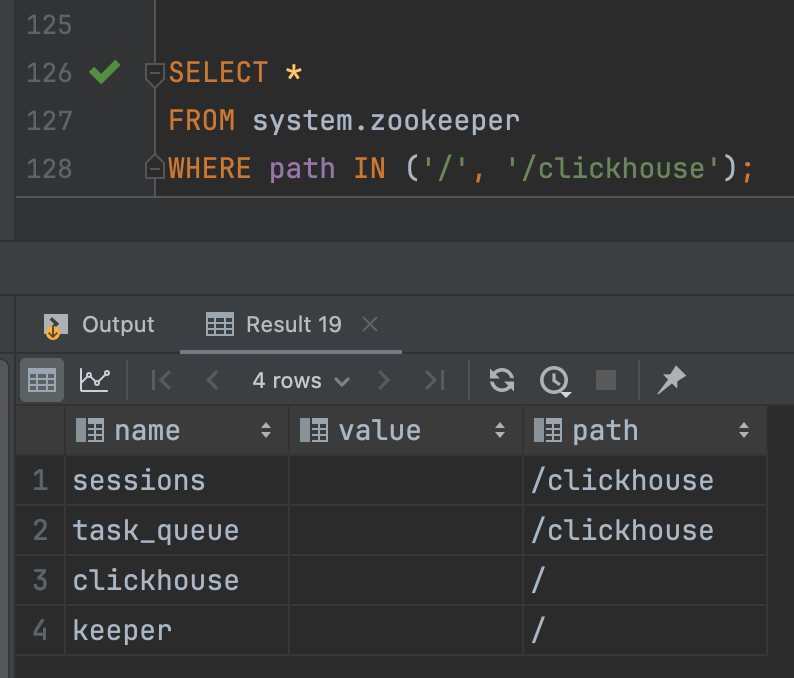 125
126 SELECT *
127 FROM system.zookeeper
128 WHERE path IN ('/', '/clickhouse');
Output Result 19
4 rows
name value path
1 sessions /clickhouse
2 task_queue /clickhouse
3 clickhouse /
4 keeper /